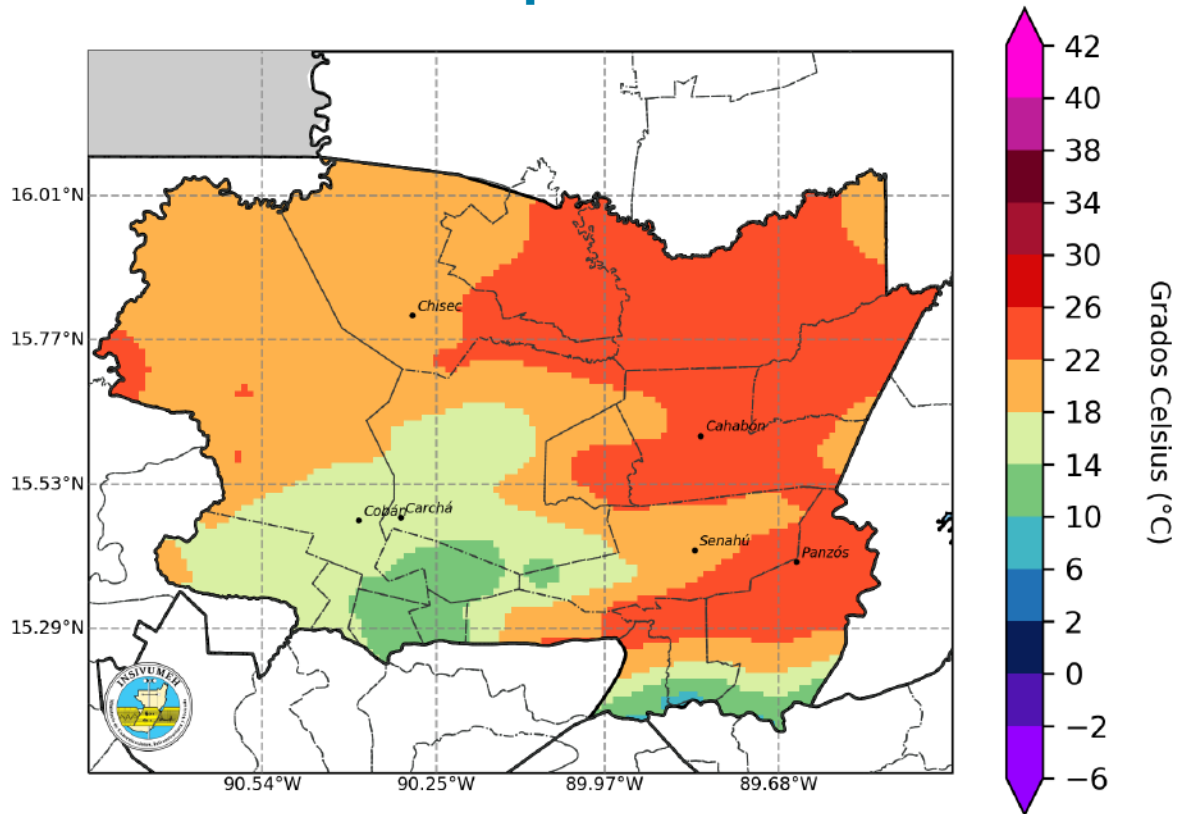 42
40
38
34
30
26
22
18
14
10
6
2
0
−2
−6
Grados Celsius (°C)
16.01°N
15.77°N
15.53°N
15.29°N
90.54°W
90.25°W
89.97°W
89.68°W
Chisec
Cahabón
Cobán
Carchá
Senahú
Panzós
INSIVUMEH